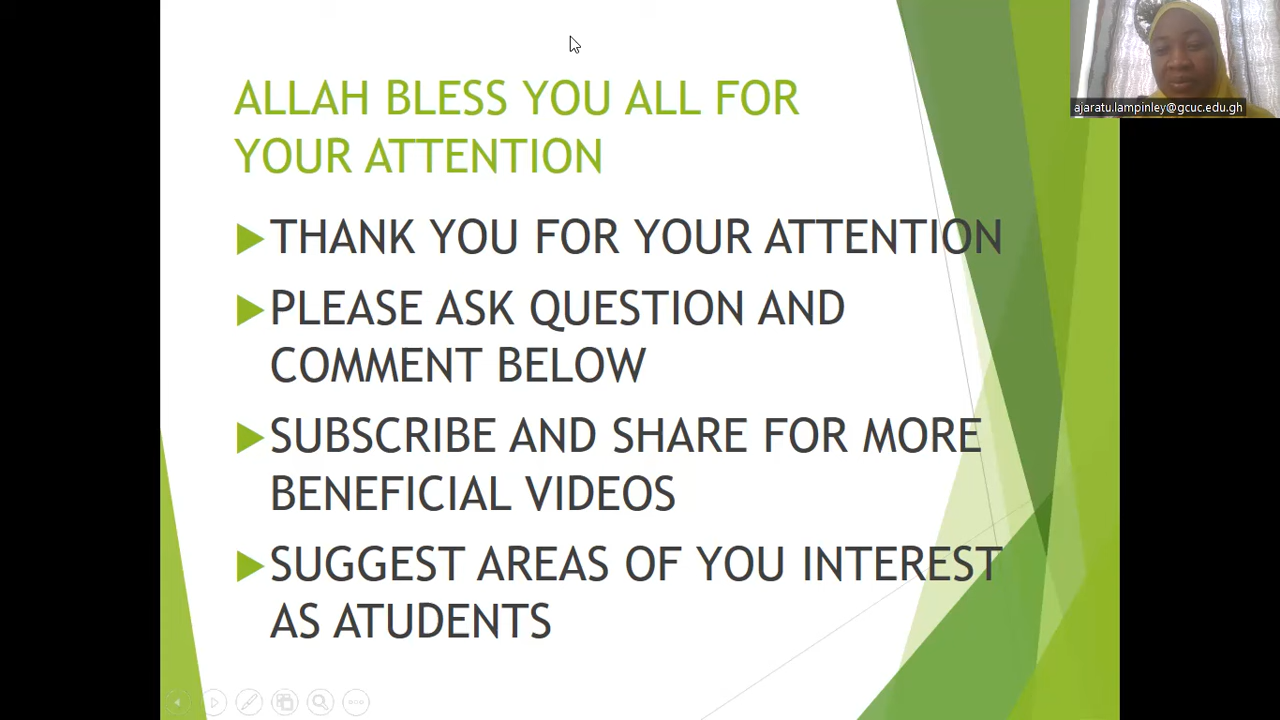 ALLAH BLESS YOU ALL FOR
YOUR ATTENTION
THANK YOU FOR YOUR ATTENTION
PLEASE ASK QUESTION AND
COMMENT BELOW
SUBSCRIBE AND SHARE FOR MORE
BENEFICIAL VIDEOS
SUGGEST AREAS OF YOU INTEREST
AS ATUDENTS
ajaratu.lampinley@gcuc.edu.gh